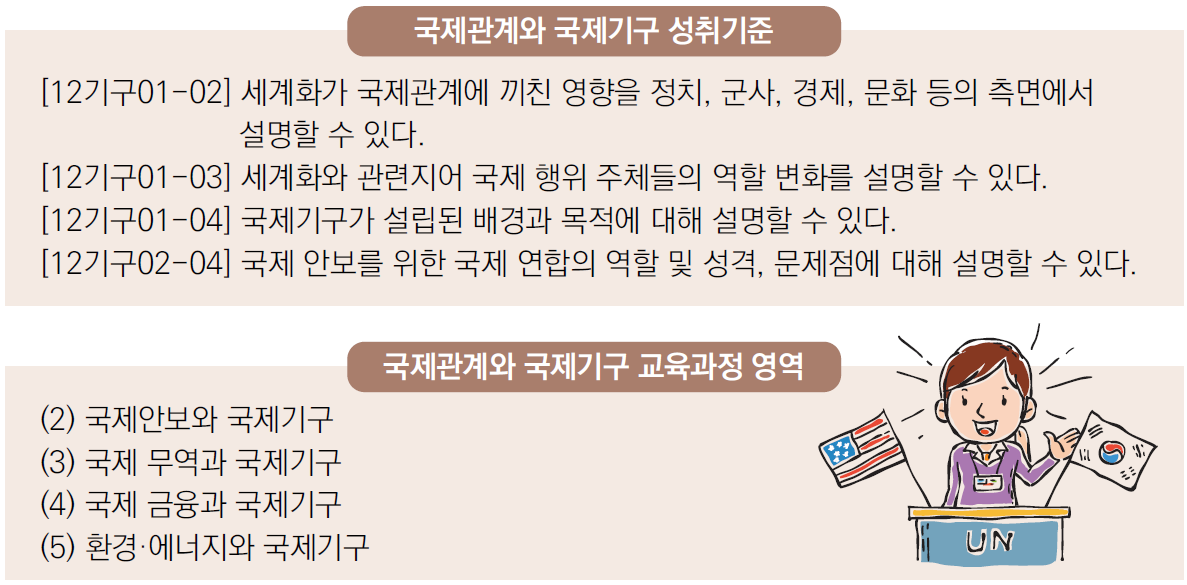 국제관계와 국제기구 성취기준
[12기구01-02] 세계화가 국제관계에 끼친 영향을 정치, 군사, 경제, 문화 등의 측면에서
설명할 수 있다.
[12기구01-03] 세계화와 관련지어 국제 행위 주체들의 역할 변화를 설명할 수 있다.
[12기구01-04] 국제기구가 설립된 배경과 목적에 대해 설명할 수 있다.
[12기구02-04] 국제 안보를 위한 국제 연합의 역할 및 성격, 문제점에 대해 설명할 수 있다.
국제관계와 국제기구 교육과정 영역
(2) 국제안보와 국제기구
(3) 국제 무역과 국제기구
(4) 국제 금융과 국제기구
(5) 환경·에너지와 국제기구
UN